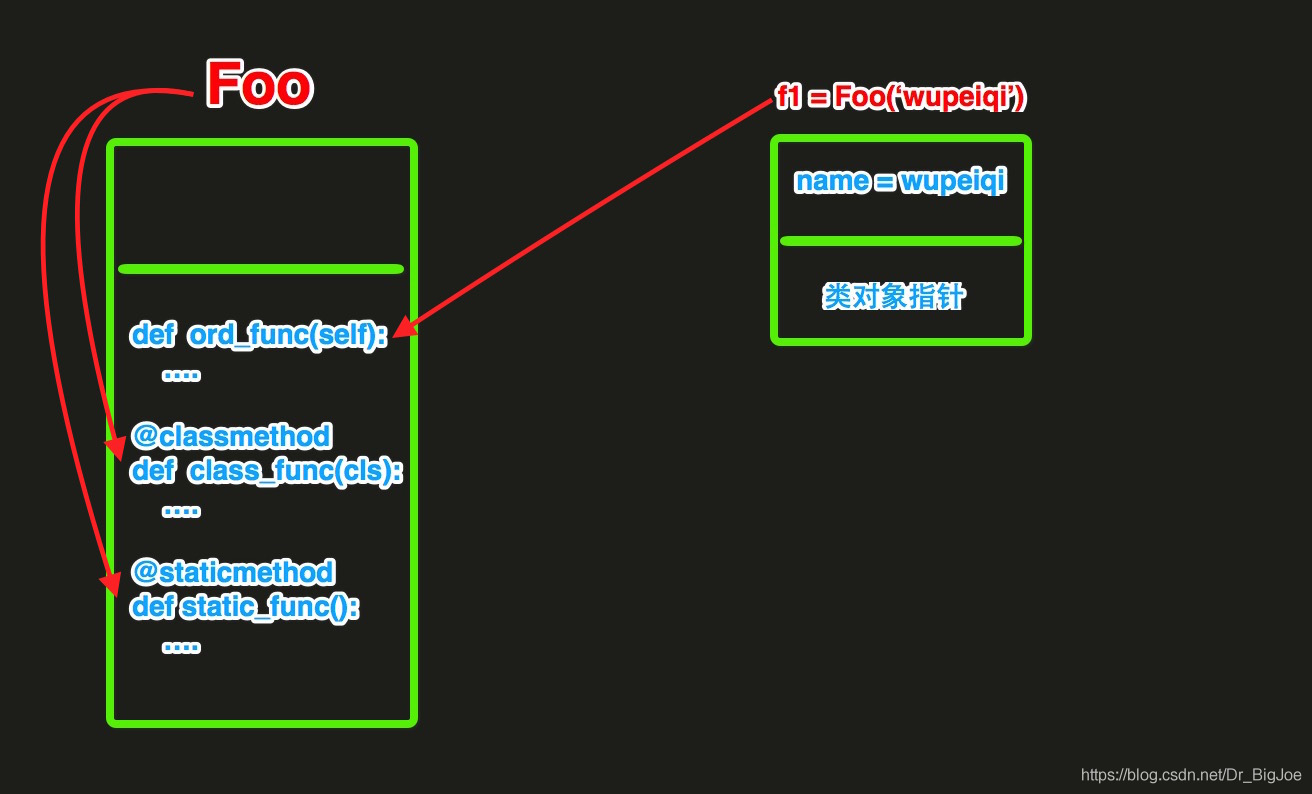 Foo
def  ord_func(self):
....
@classmethod
def  class_func(cls):
....
@staticmethod
def static_func():
....
f1 = Foo(‘wupeiqi’)
name = wupeiqi
类对象指针
https://blog.csdn.net/Dr_BigJoe